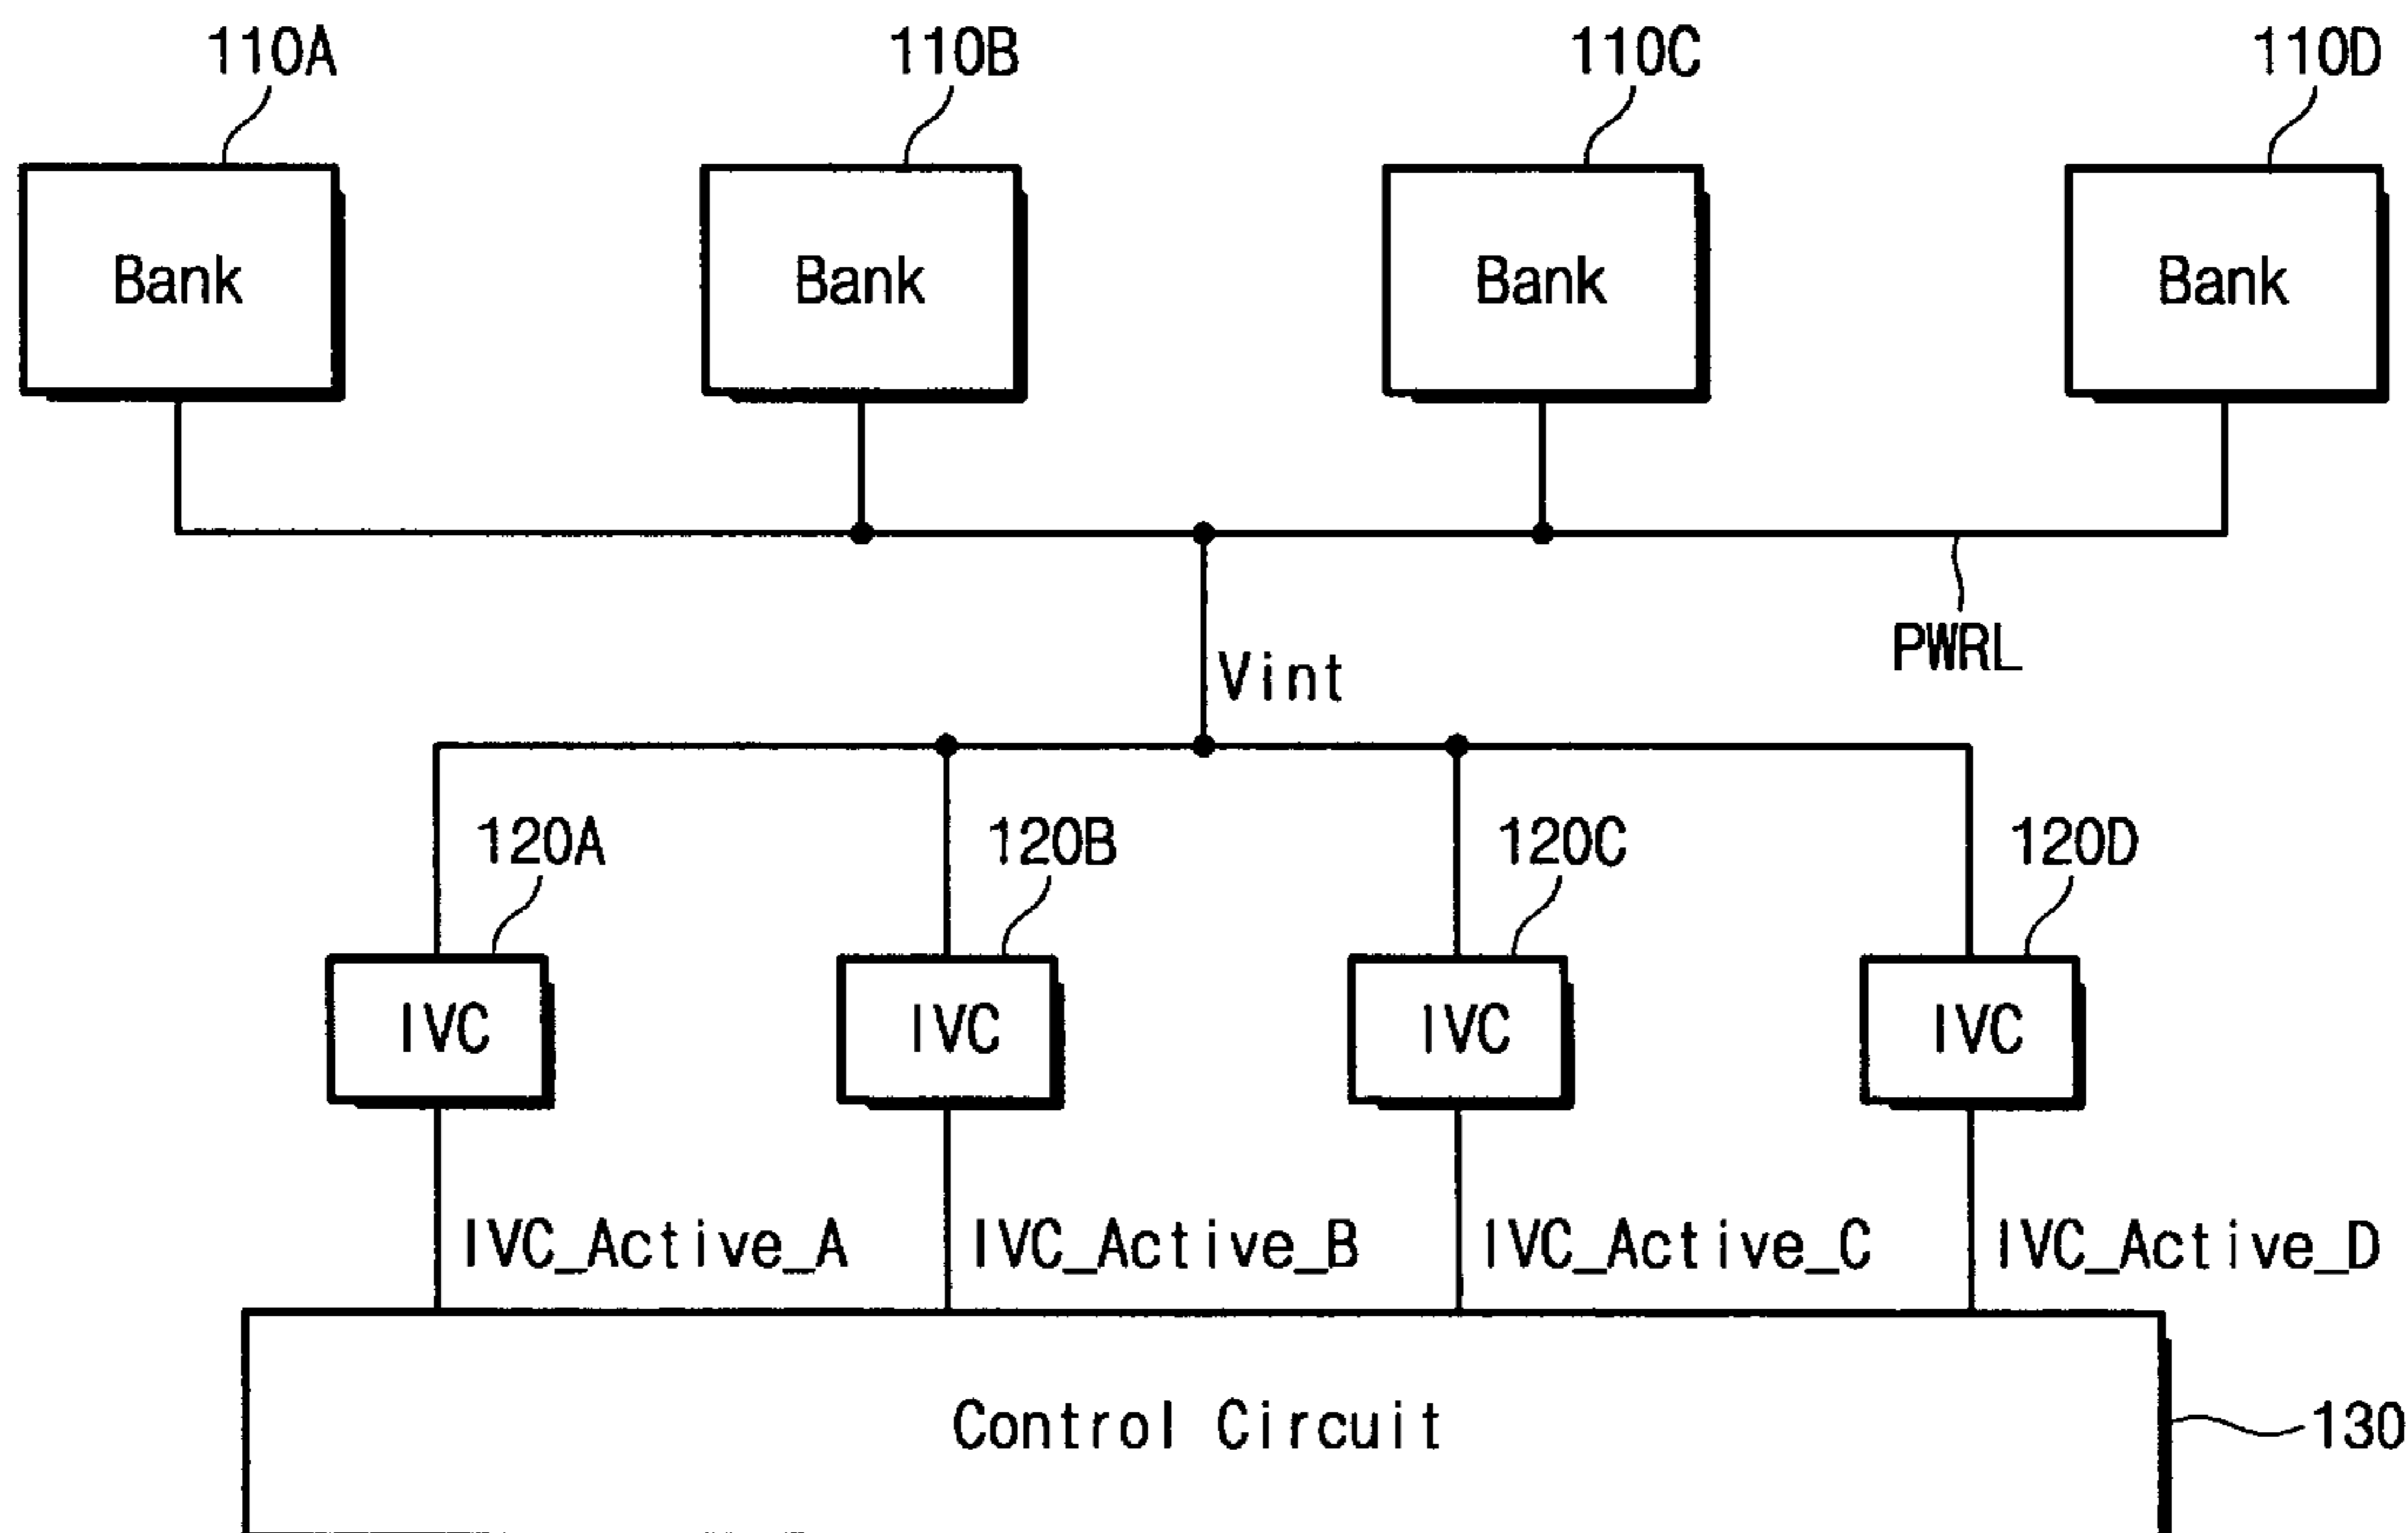 110A 110B 110C 110D
Bank Bank Bank Bank
PWRL
Vint
120A 120B 120C 120D
IVC IVC IVC IVC
IVC_Active_A IVC_Active_B IVC_Active_C IVC_Active_D
Control Circuit 130